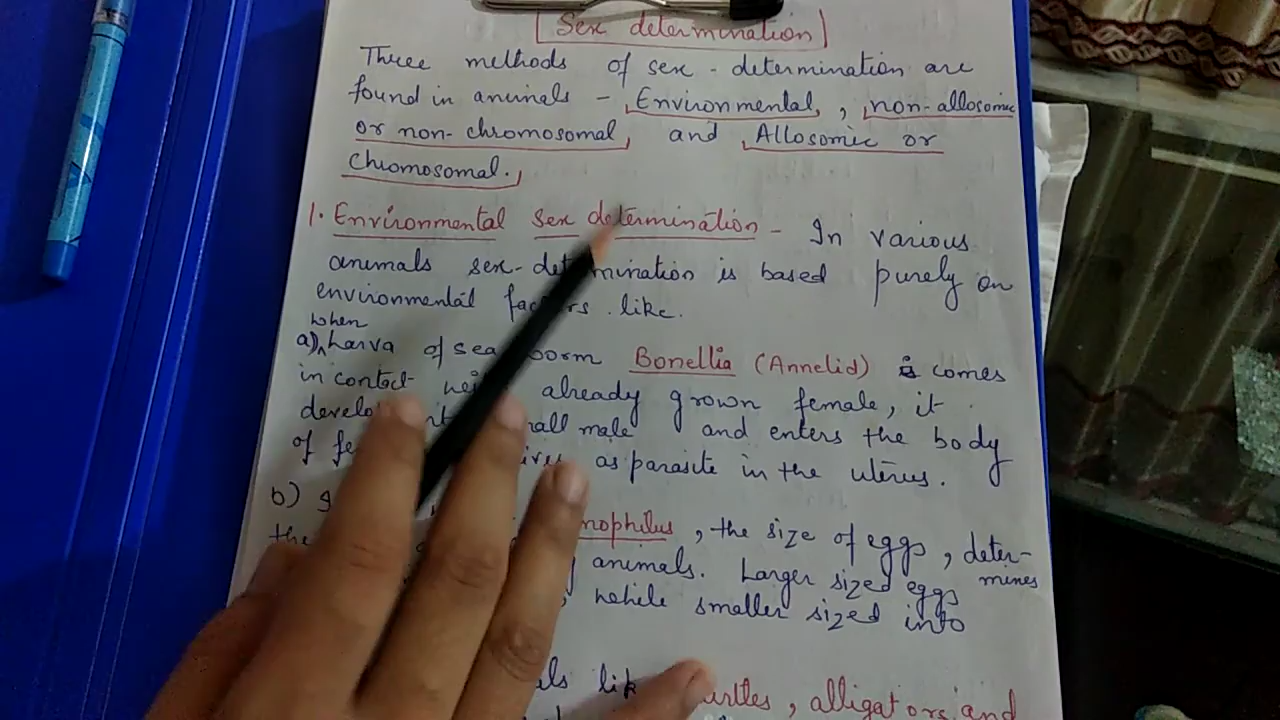 Sex determination
Three methods of sex-determination are
found in animals - Environmental, non-allosomic
or non-chromosomal, and Allosomic or
Chromosomal.
1. Environmental Sex determination - In various
animals sex-determination is based purely on
environmental factors like.
when
a) Larva of sea worm Bonellia (Annelid) comes
in contact already grown female, it
small male and enters the body
of as parasite in the uterus.
b)
the size of eggs, deter-
the animals. Larger sized eggs mines
, while smaller sized into
like turtles, alligators and